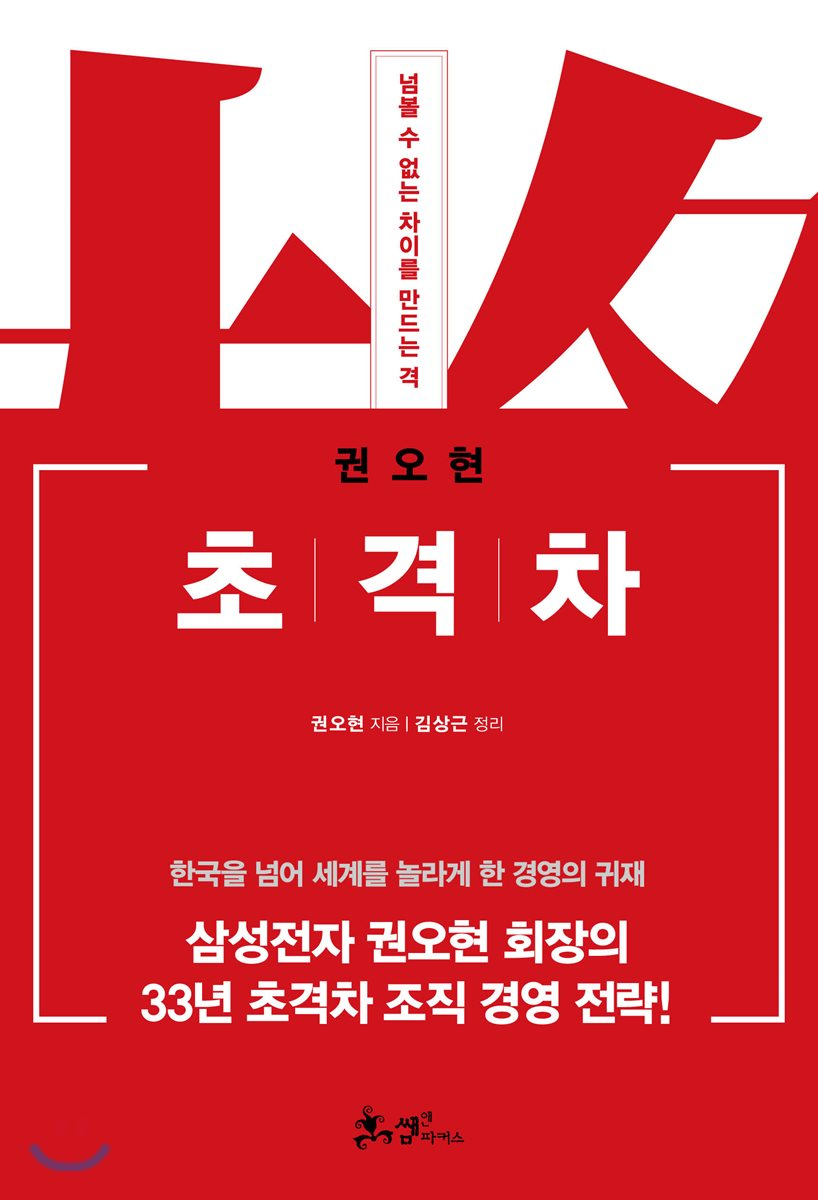 넘볼 수 없는 차이를 만드는 격
권오현
초|격|차
권오현 지음 | 김상근 정리
한국을 넘어 세계를 놀라게 한 경영의 귀재
삼성전자 권오현 회장의
33년 초격차 조직 경영 전략!
쌤앤파커스